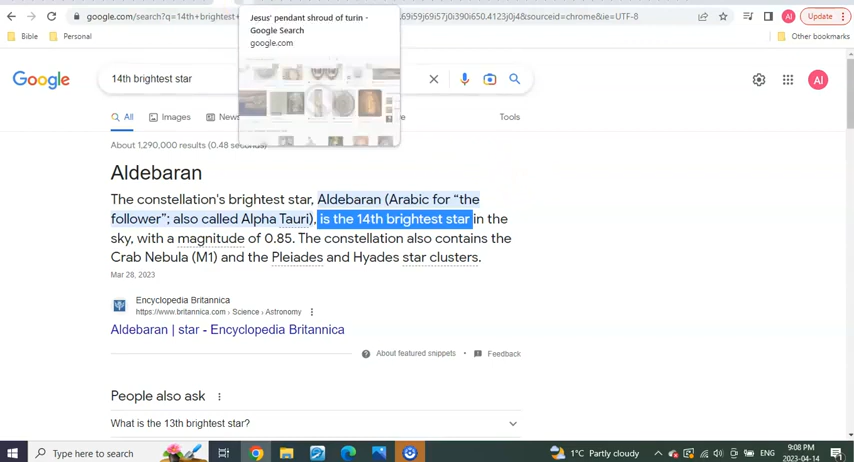 google.com/search?q=14th+brightest+
.69i59j69i57j0i390i650.4123j0j4&sourceid=chrome&ie=UTF-8
AI
Update
Jesus' pendant shroud of turin -
Google Search
google.com
Bible
Personal
Other bookmarks
Google
14th brightest star
AI
All
Images
News
Tools
About 1,290,000 results (0.48 seconds)
Aldebaran
The constellation's brightest star, Aldebaran (Arabic for “the
follower”; also called Alpha Tauri), is the 14th brightest star in the
sky, with a magnitude of 0.85. The constellation also contains the
Crab Nebula (M1) and the Pleiades and Hyades star clusters.
Mar 28, 2023
Encyclopedia Britannica
https://www.britannica.com › Science › Astronomy
Aldebaran | star - Encyclopedia Britannica
About featured snippets
Feedback
People also ask
What is the 13th brightest star?
Type here to search
1°C Partly cloudy
ENG
9:08 PM
2023-04-14